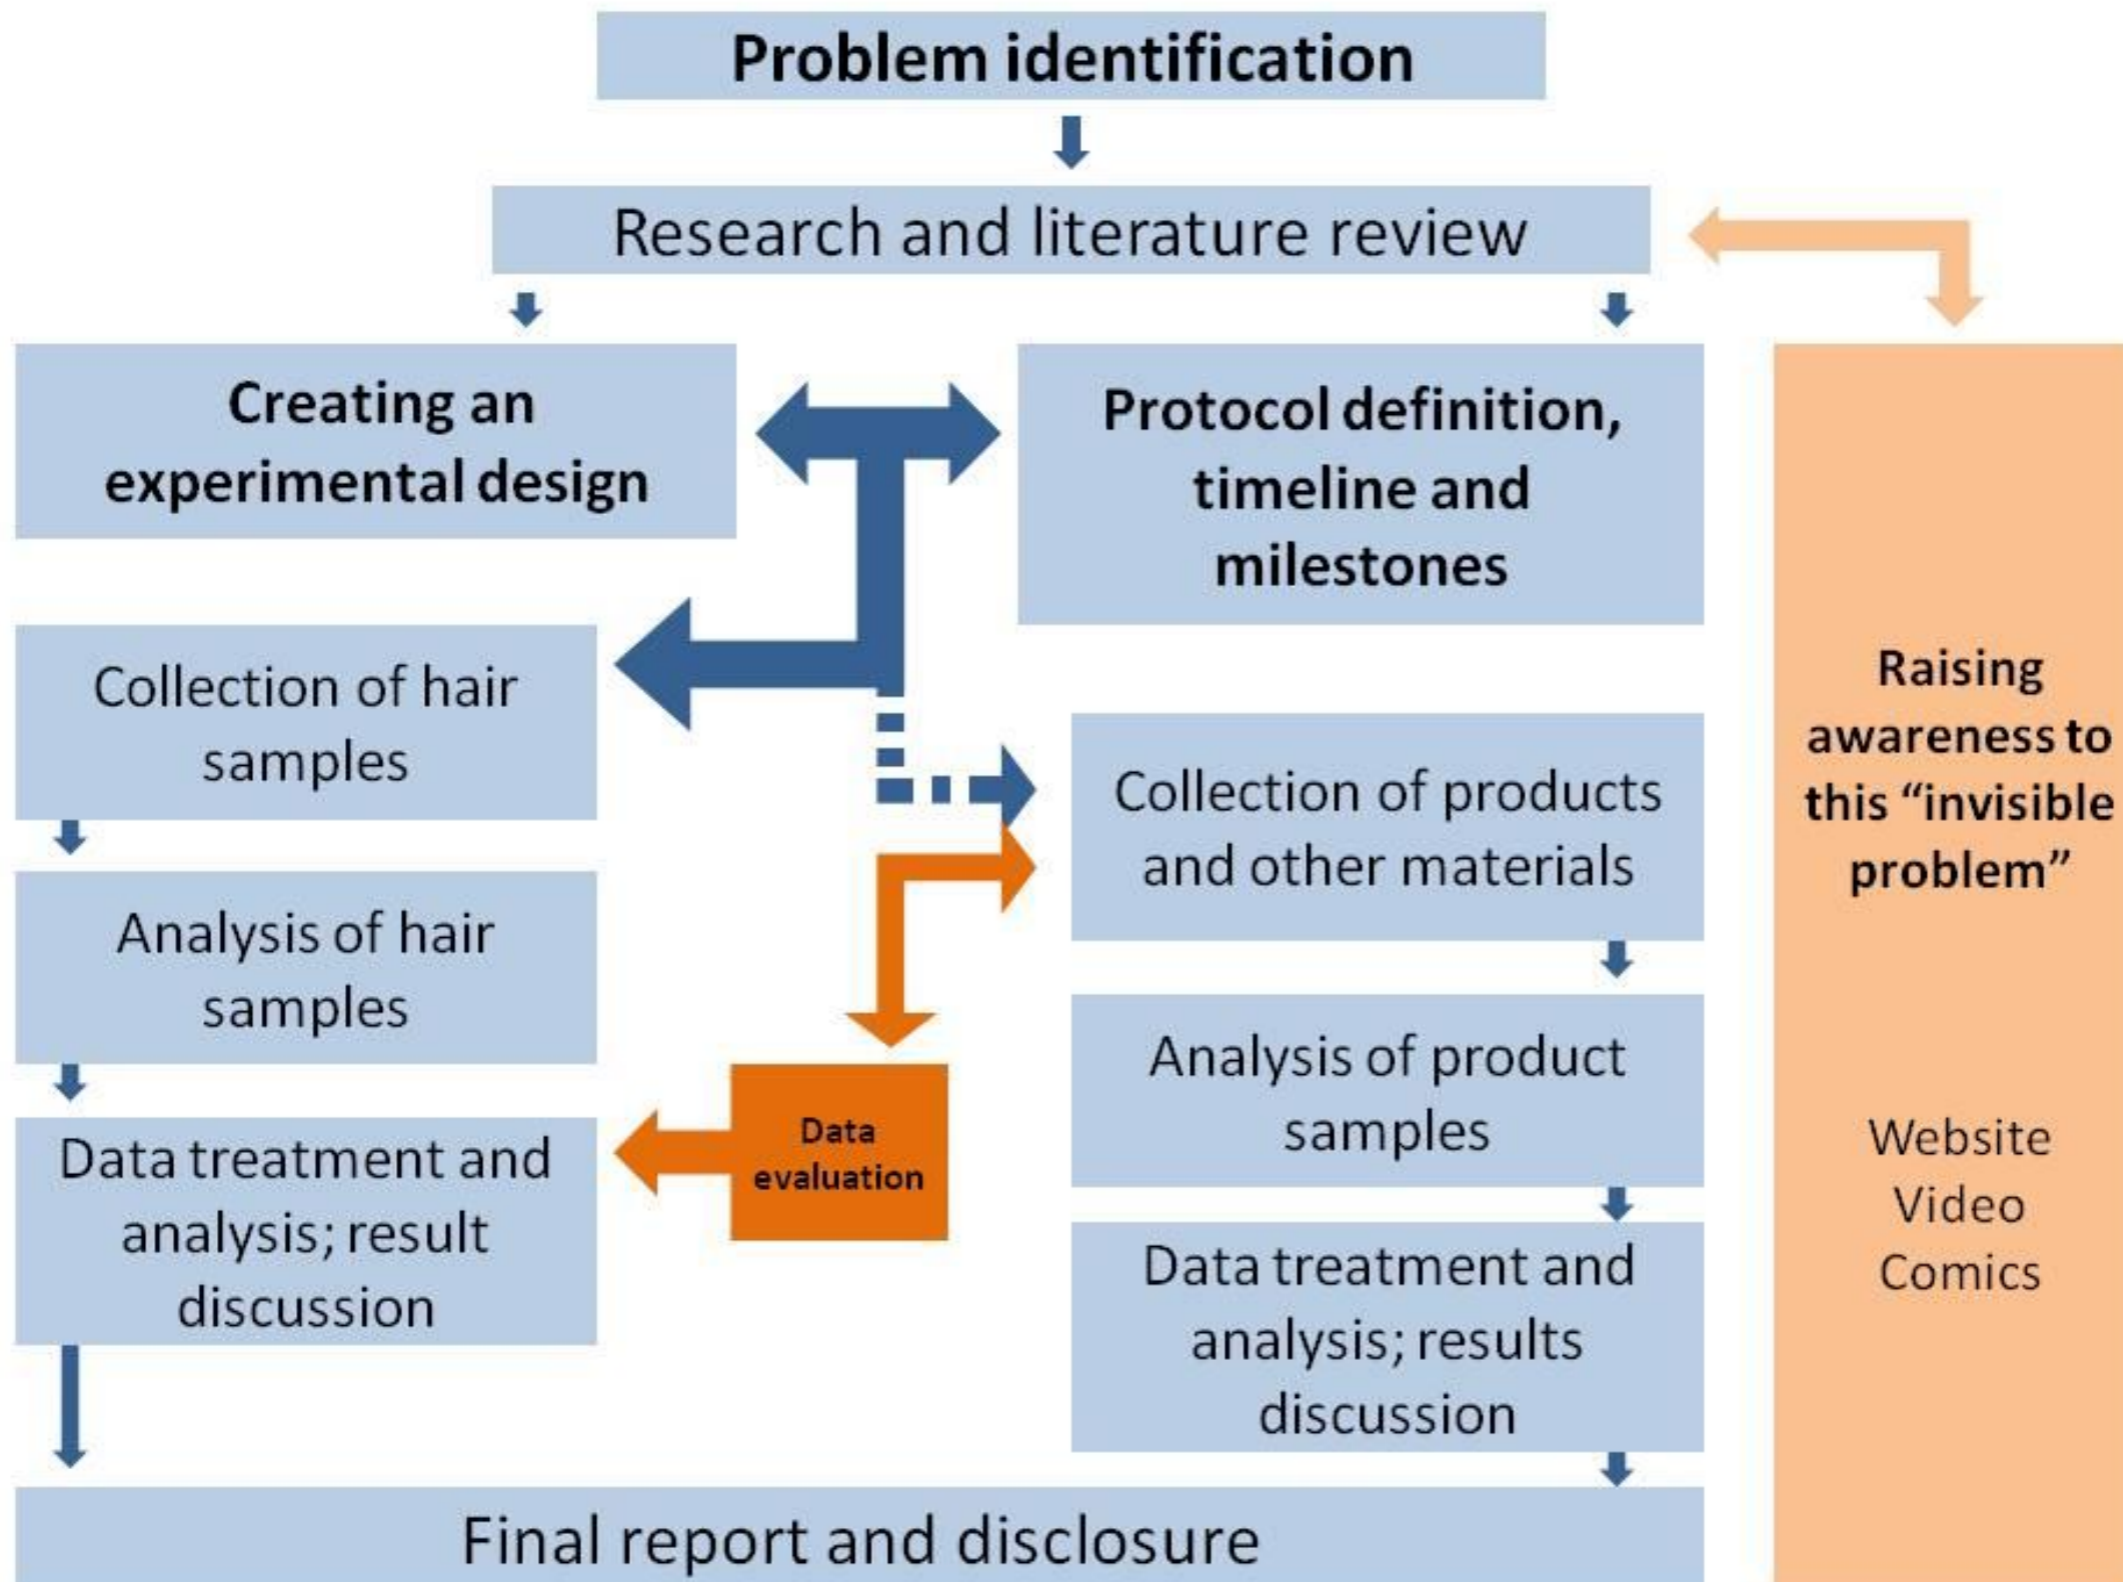 Problem identification
Research and literature review
Creating an
experimental design
Protocol definition,
timeline and
milestones
Collection of hair
samples
Collection of products
and other materials
Analysis of hair
samples
Analysis of product
samples
Data treatment and
analysis; result
discussion
Data
evaluation
Data treatment and
analysis; results
discussion
Final report and disclosure
Raising
awareness to
this “invisible
problem”
Website
Video
Comics